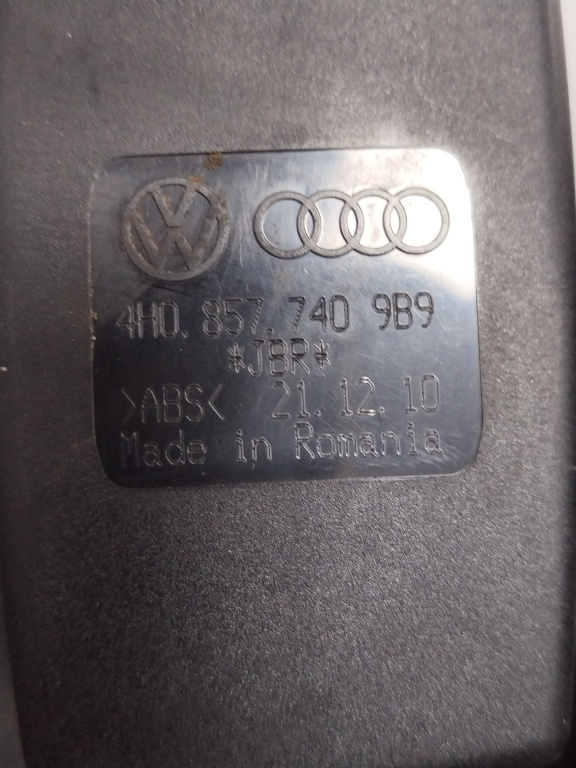 4H0. 857. 740 9B9
*JBR*
>ABS< 21. 12. 10
Made in Romania